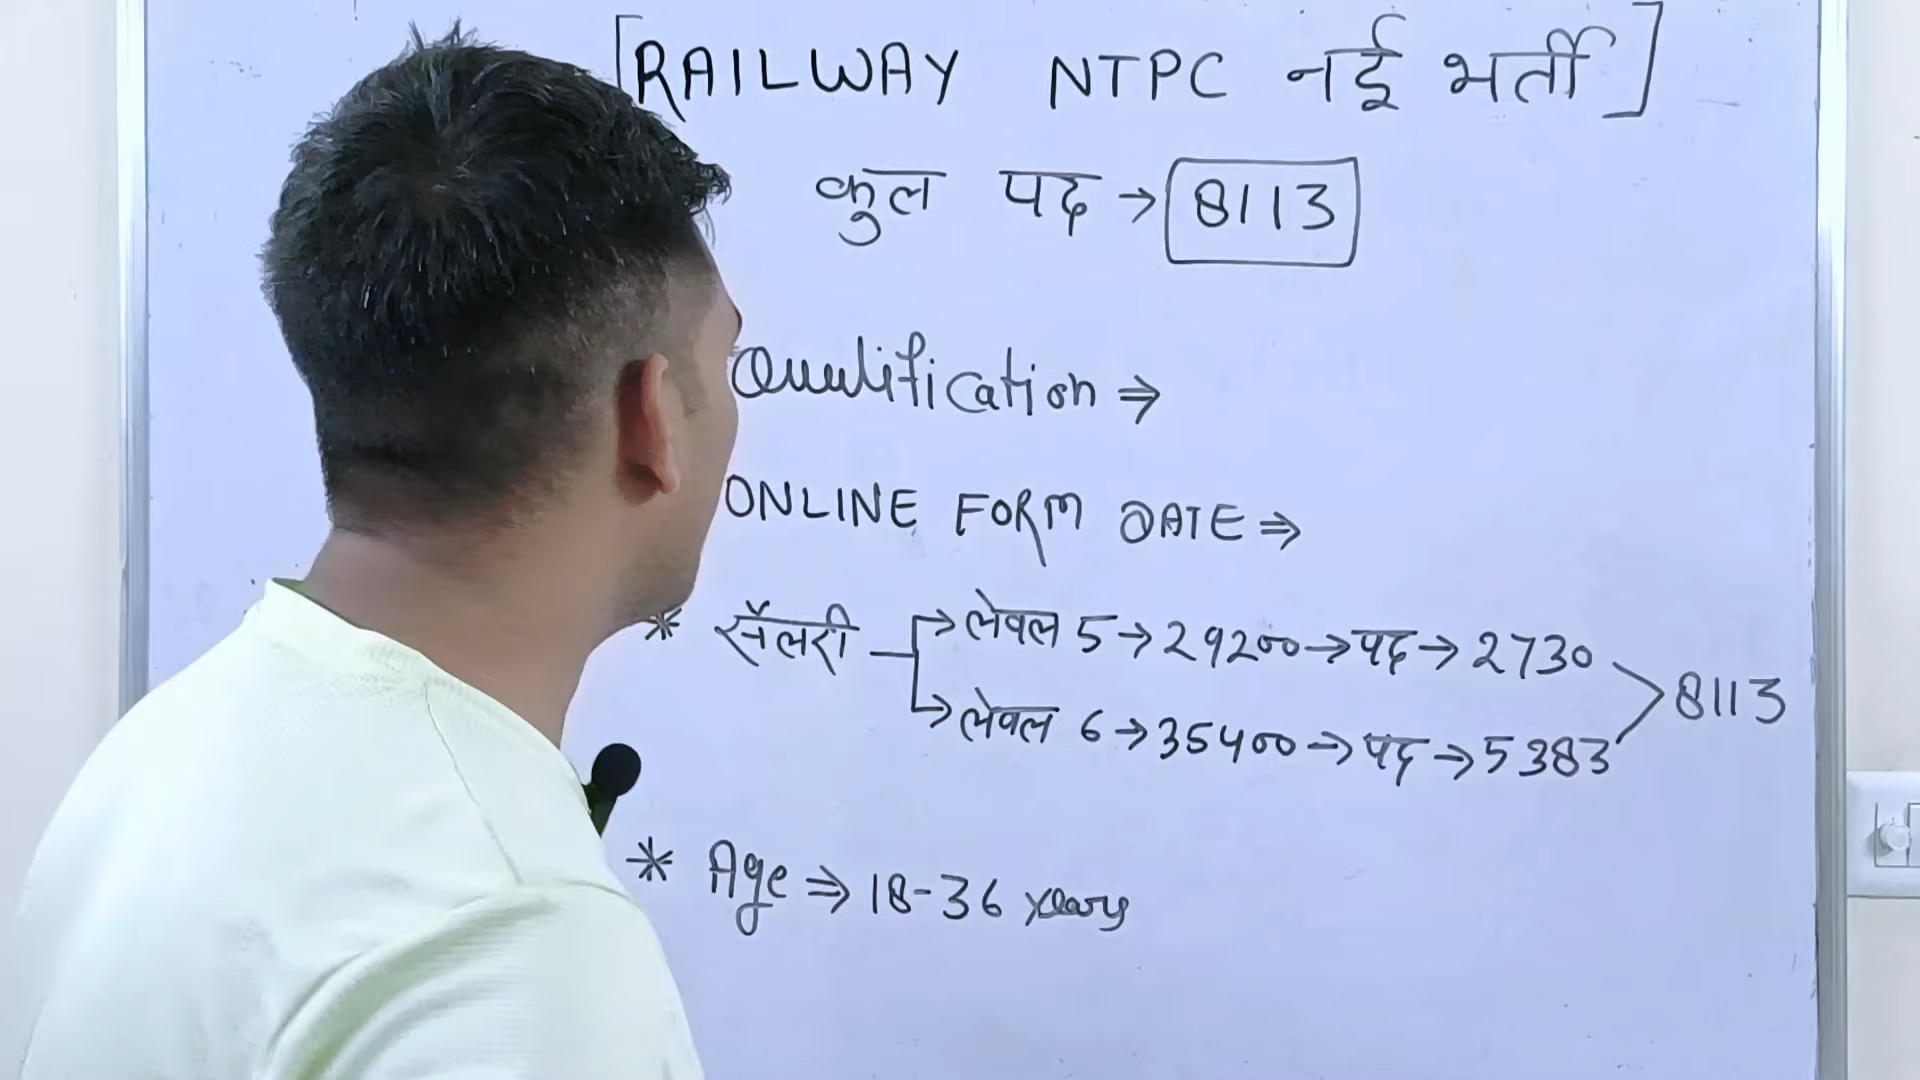 [RAILWAY NTPC नई भर्ती]
कुल पद → 8113
Qualification ⇒
ONLINE FORM DATE ⇒
* सॅलरी → लेवल 5 → 29200 → पद → 2730
→ लेवल 6 → 35400 → पद → 5383
> 8113
* Age ⇒ 18-36 years